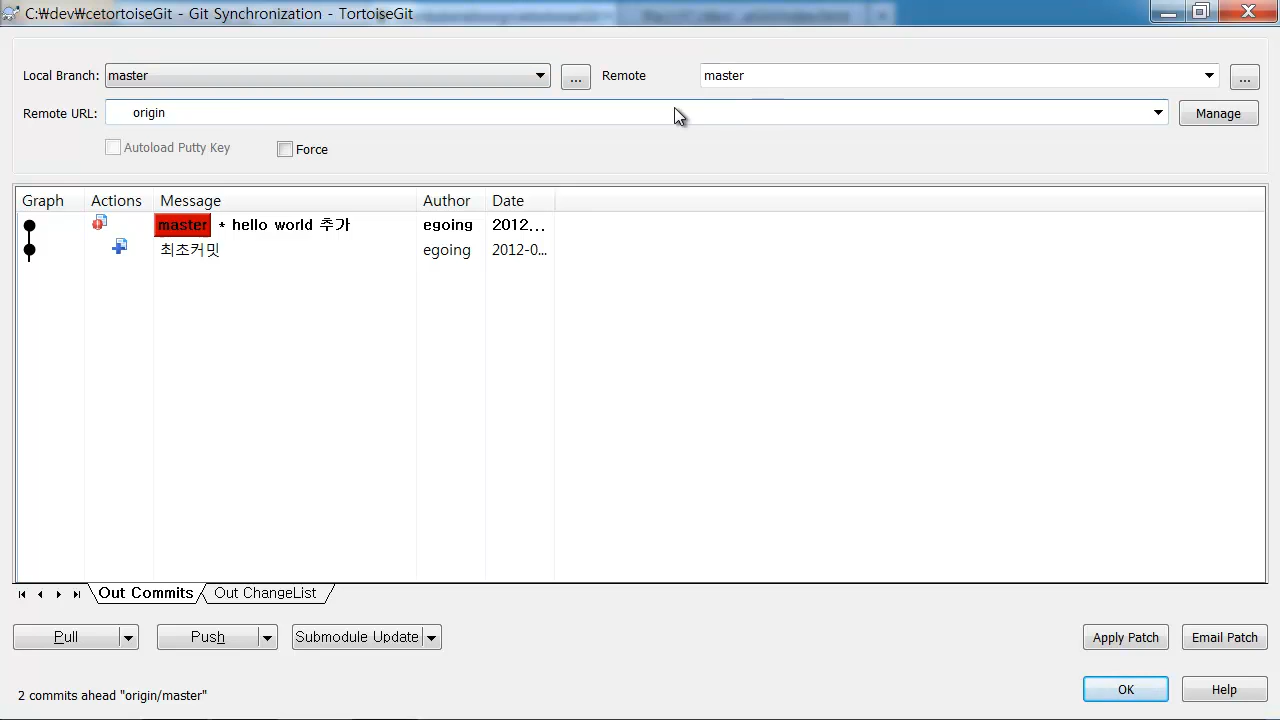 C:₩dev₩cetortoiseGit - Git Synchronization - TortoiseGit
Local Branch: master ... Remote master ...
Remote URL: origin Manage
Autoload Putty Key Force
Graph Actions Message Author Date
master * hello world 추가 egoing 2012...
최초커밋 egoing 2012-0...
Out Commits Out ChangeList
Pull Push Submodule Update Apply Patch Email Patch
2 commits ahead "origin/master" OK Help